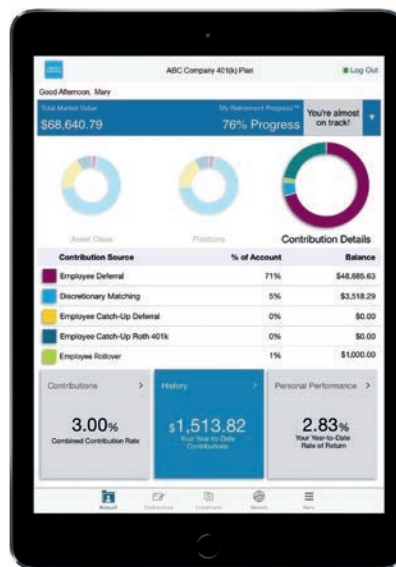 ABC Company 401(k) Plan
Log Out
Good Afternoon, Mary
Total Market Value
My Retirement Progress™
You're almost on track!
$68,640.79
76% Progress
Asset Class
Positions
Contribution Details
Contribution Source % of Account Balance
Employee Deferral 71% $48,685.63
Discretionary Matching 5% $3,518.29
Employee Catch-Up Deferral 0% $0.00
Employee Catch-Up Roth 401k 0% $0.00
Employee Rollover 1% $1,000.00
Contributions >
3.00%
Combined Contribution Rate
History >
$1,513.82
Your Year-to-Date
Contributions
Personal Performance >
2.83%
Your Year-to-Date
Rate of Return
Account
Contributions
Investments
Markets
Menu